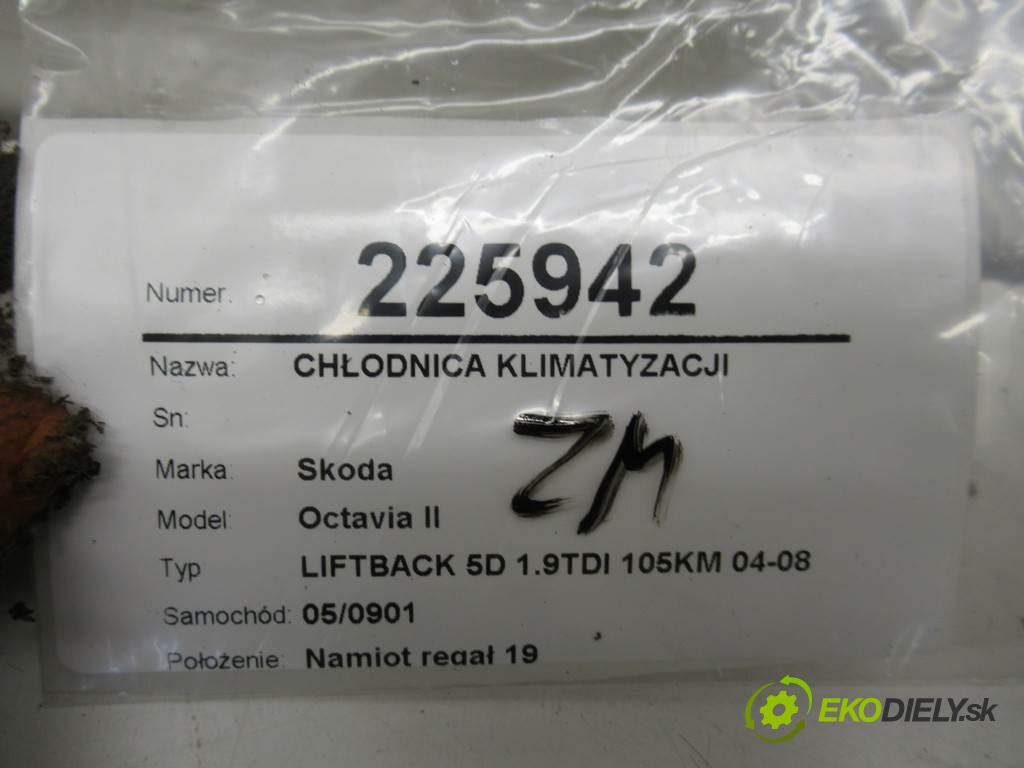 Numer: 225942
Nazwa: CHŁODNICA KLIMATYZACJI
Sn:
ZM
Marka: Skoda
Model: Octavia II
Typ LIFTBACK 5D 1.9TDI 105KM 04-08
Samochód: 05/0901
Położenie: Namiot regał 19
EKODIELY.sk